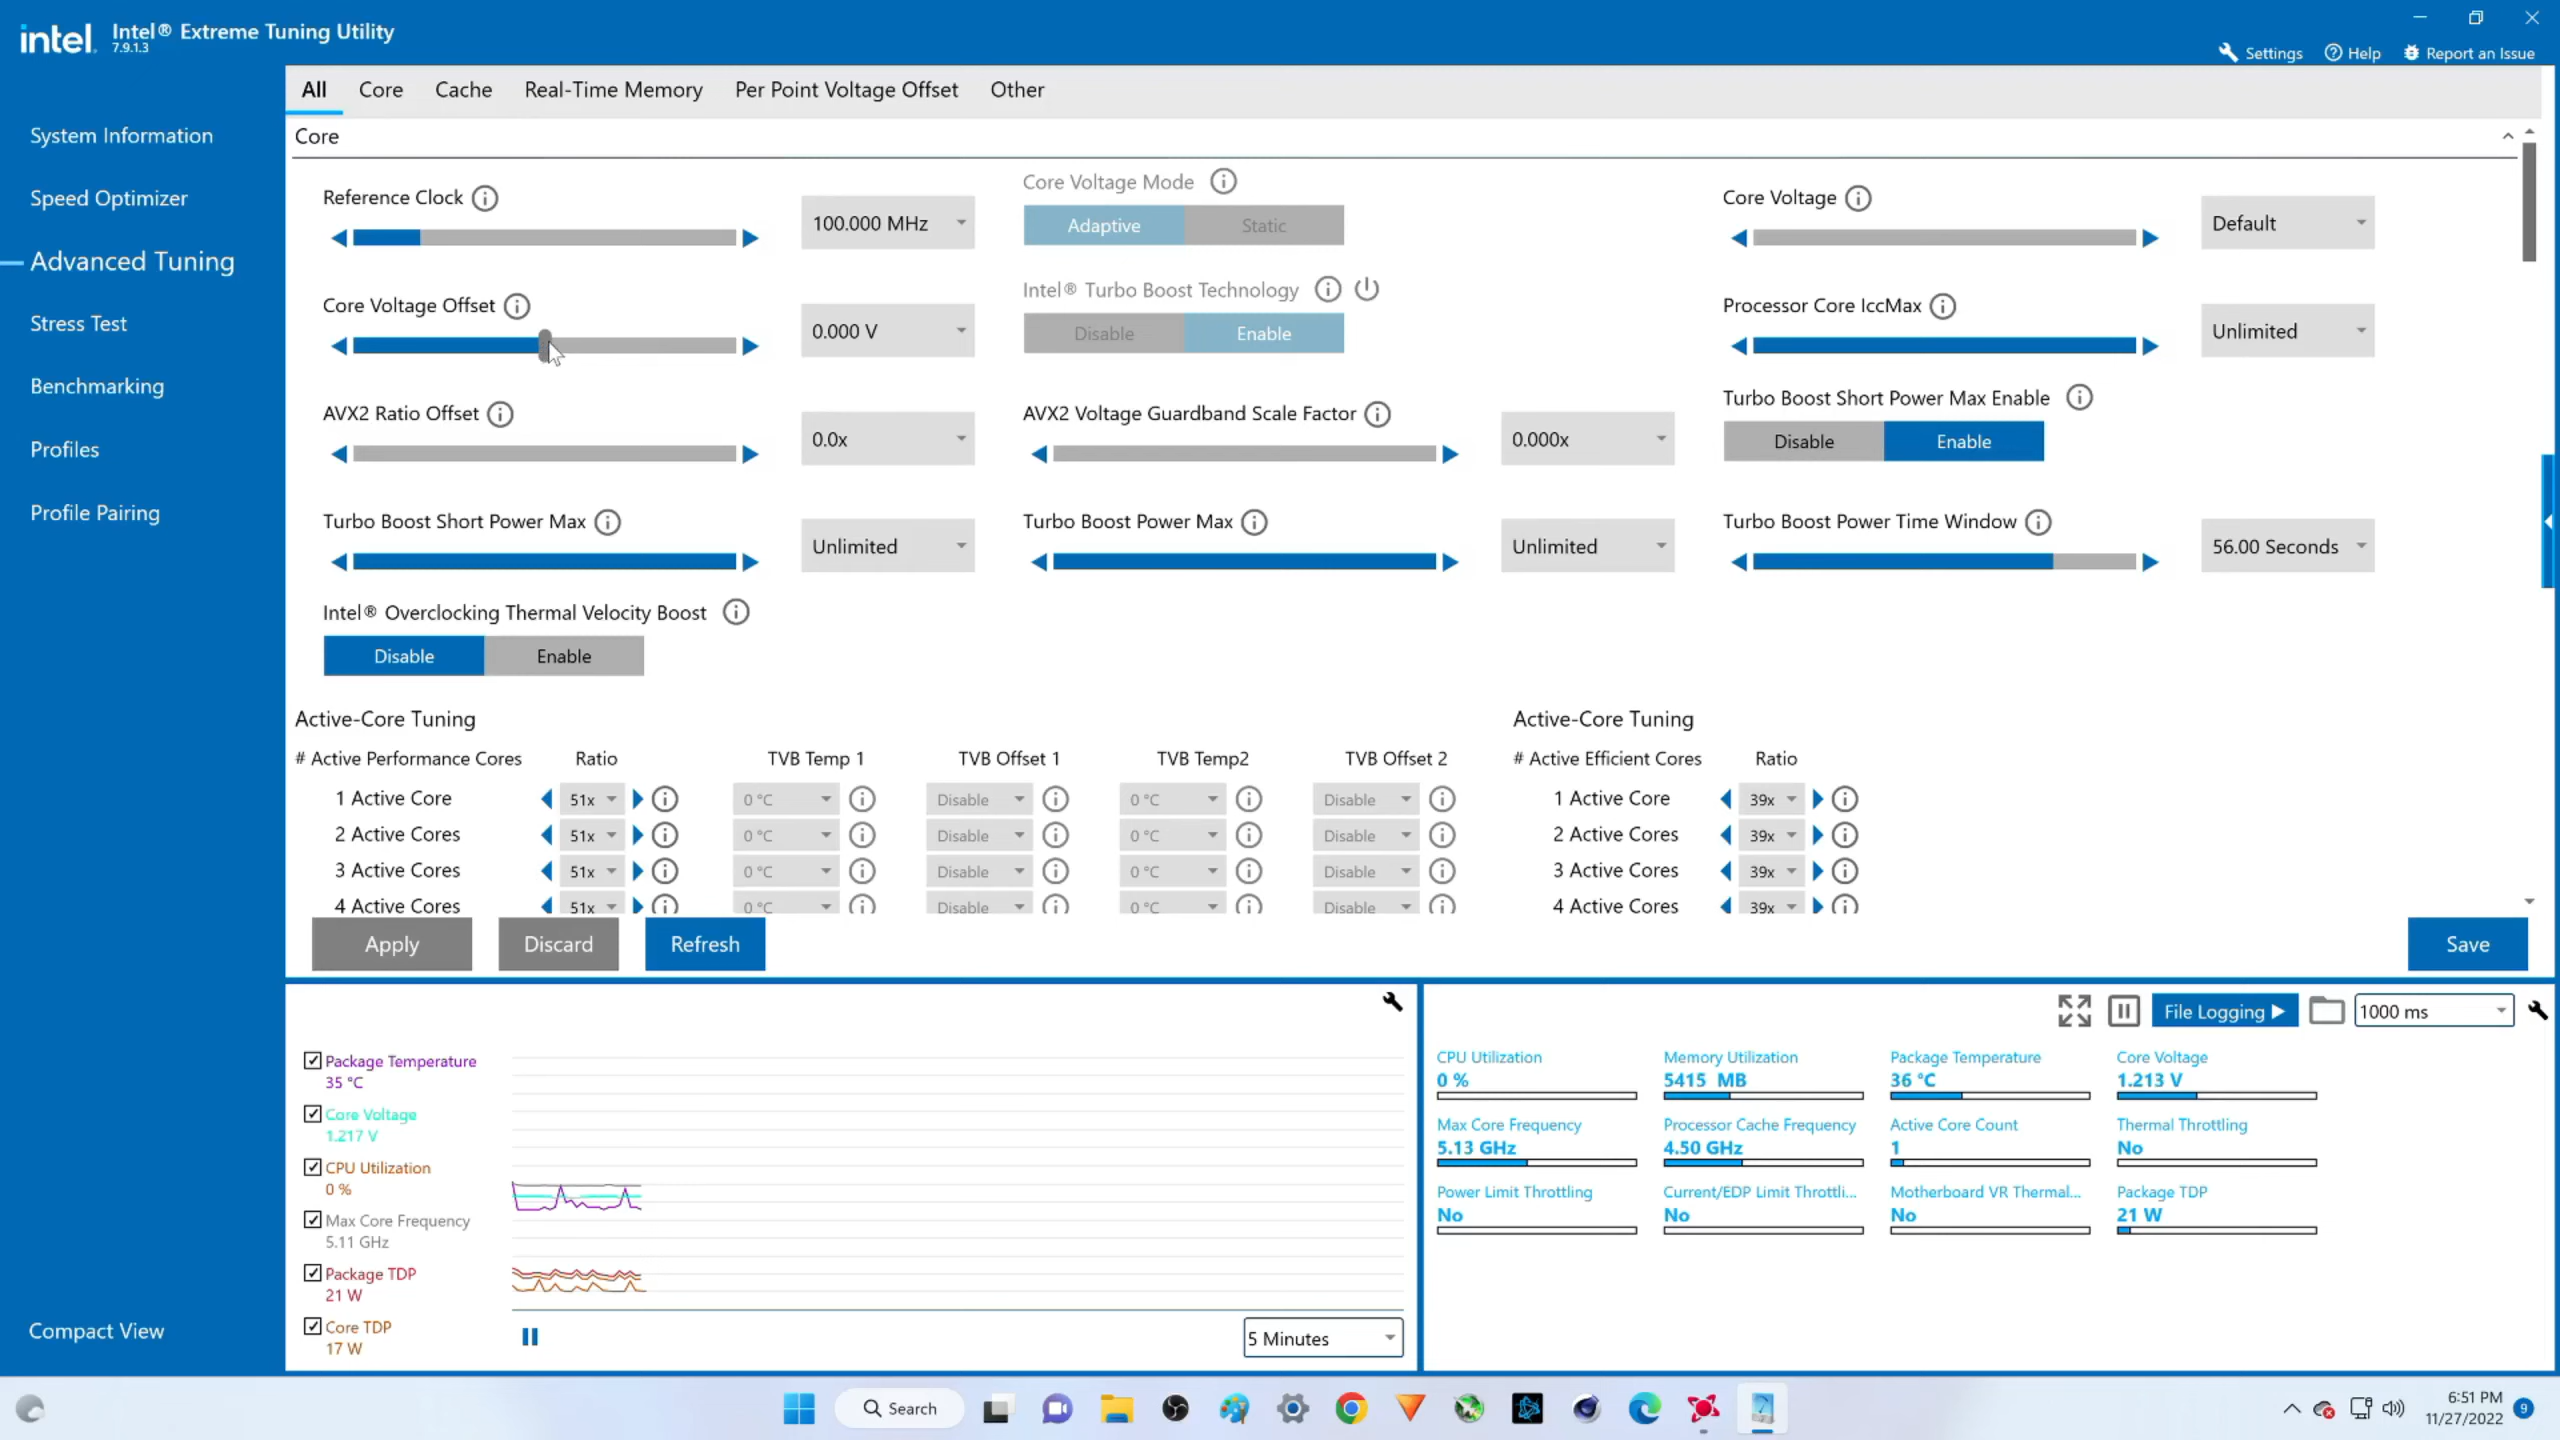 intel.
Intel® Extreme Tuning Utility
7.9.1.3
Settings
Help
Report an Issue
System Information
Speed Optimizer
Advanced Tuning
Stress Test
Benchmarking
Profiles
Profile Pairing
Compact View
All Core Cache Real-Time Memory Per Point Voltage Offset Other
Core
Reference Clock
100.000 MHz
Core Voltage Mode
Adaptive Static
Core Voltage
Default
Core Voltage Offset
0.000 V
Intel® Turbo Boost Technology
Disable Enable
Processor Core IccMax
Unlimited
AVX2 Ratio Offset
0.0x
AVX2 Voltage Guardband Scale Factor
0.000x
Turbo Boost Short Power Max Enable
Disable Enable
Turbo Boost Short Power Max
Unlimited
Turbo Boost Power Max
Unlimited
Turbo Boost Power Time Window
56.00 Seconds
Intel® Overclocking Thermal Velocity Boost
Disable Enable
Active-Core Tuning
# Active Performance Cores Ratio TVB Temp 1 TVB Offset 1 TVB Temp2 TVB Offset 2
1 Active Core 51x 0 °C Disable 0 °C Disable
2 Active Cores 51x 0 °C Disable 0 °C Disable
3 Active Cores 51x 0 °C Disable 0 °C Disable
4 Active Cores 51x 0 °C Disable 0 °C Disable
Active-Core Tuning
# Active Efficient Cores Ratio
1 Active Core 39x
2 Active Cores 39x
3 Active Cores 39x
4 Active Cores 39x
Apply Discard Refresh Save
Package Temperature
35 °C
Core Voltage
1.217 V
CPU Utilization
0 %
Max Core Frequency
5.11 GHz
Package TDP
21 W
Core TDP
17 W
5 Minutes
File Logging
1000 ms
CPU Utilization
0 %
Memory Utilization
5415 MB
Package Temperature
36 °C
Core Voltage
1.213 V
Max Core Frequency
5.13 GHz
Processor Cache Frequency
4.50 GHz
Active Core Count
1
Thermal Throttling
No
Power Limit Throttling
No
Current/EDP Limit Throttli...
No
Motherboard VR Thermal...
No
Package TDP
21 W
Search
6:51 PM
11/27/2022
9